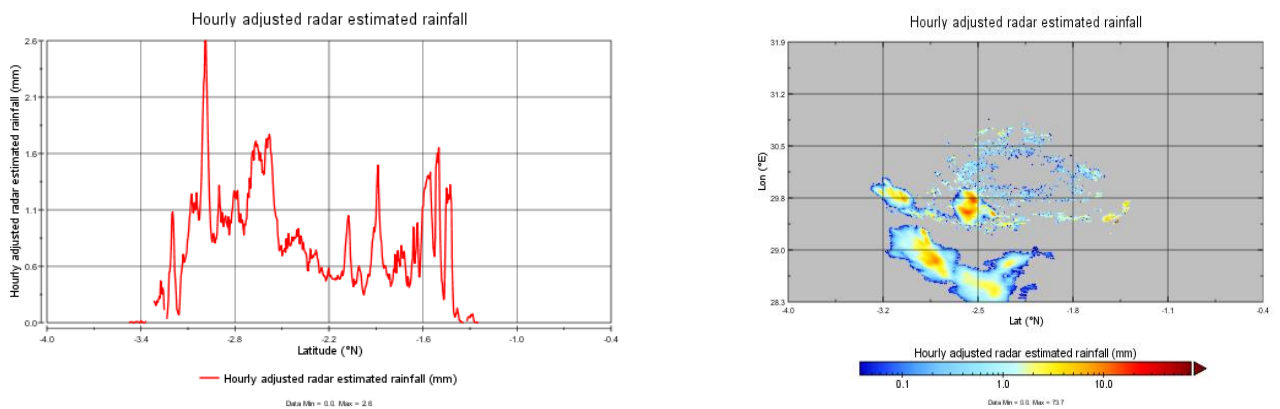 Hourly adjusted radar estimated rainfall
Hourly adjusted radar estimated rainfall (mm)
2.6
2.1
1.6
1.1
0.6
0.0
-4.0
-3.4
-2.8
-2.2
-1.6
-1.0
-0.4
Latitude (°N)
Hourly adjusted radar estimated rainfall (mm)
Data Min = 0.0, Max = 2.6
Hourly adjusted radar estimated rainfall
Lon (°E)
31.9
31.2
30.5
29.8
29.0
28.3
-4.0
-3.2
-2.5
-1.8
-1.1
-0.4
Lat (°N)
Hourly adjusted radar estimated rainfall (mm)
0.1
1.0
10.0
Data Min = 0.0, Max = 73.7